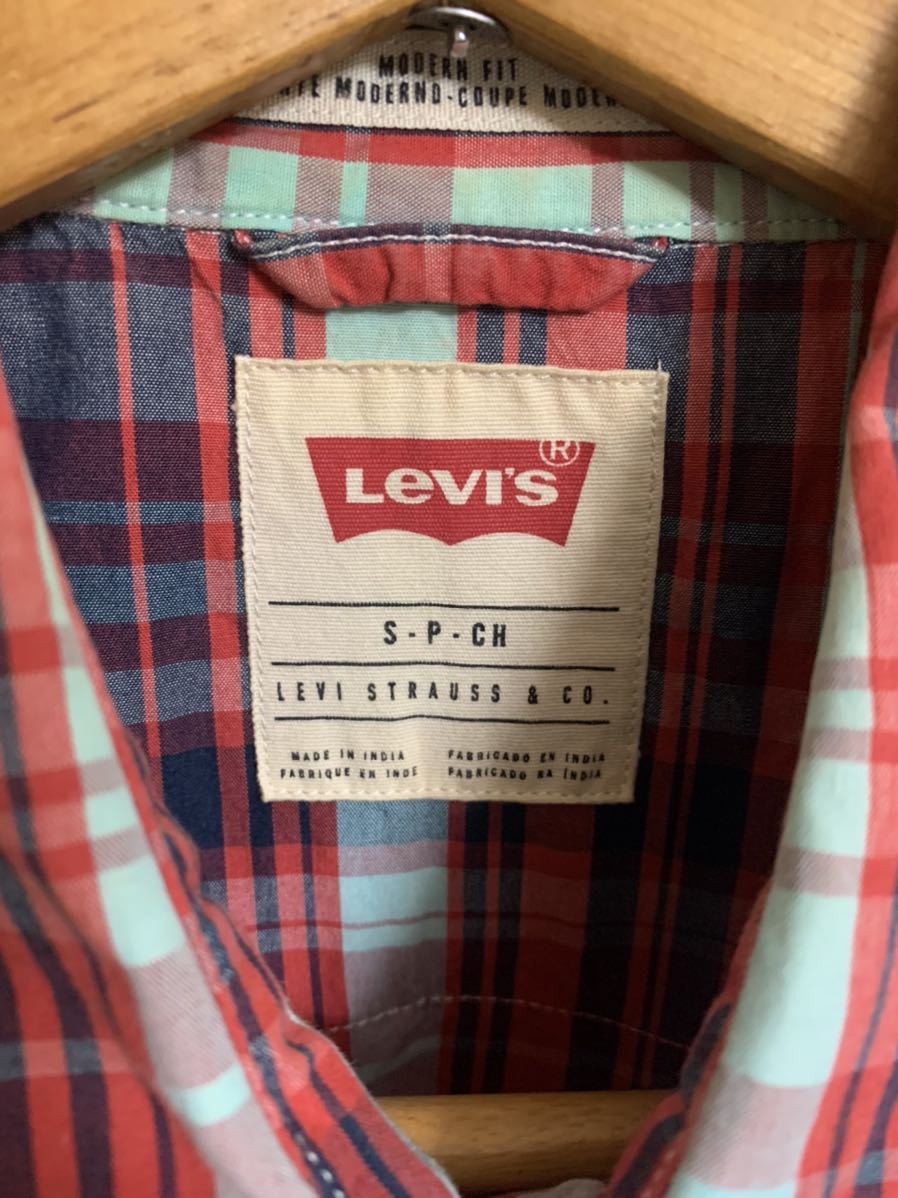 MODERN FIT
MODERNO-COUPE
LEVI'S®
S - P - CH
LEVI STRAUSS & CO.
MADE IN INDIA FABRICADO EN INDIA
FABRIQUE EN INDE FABRICADO NA ÍNDIA